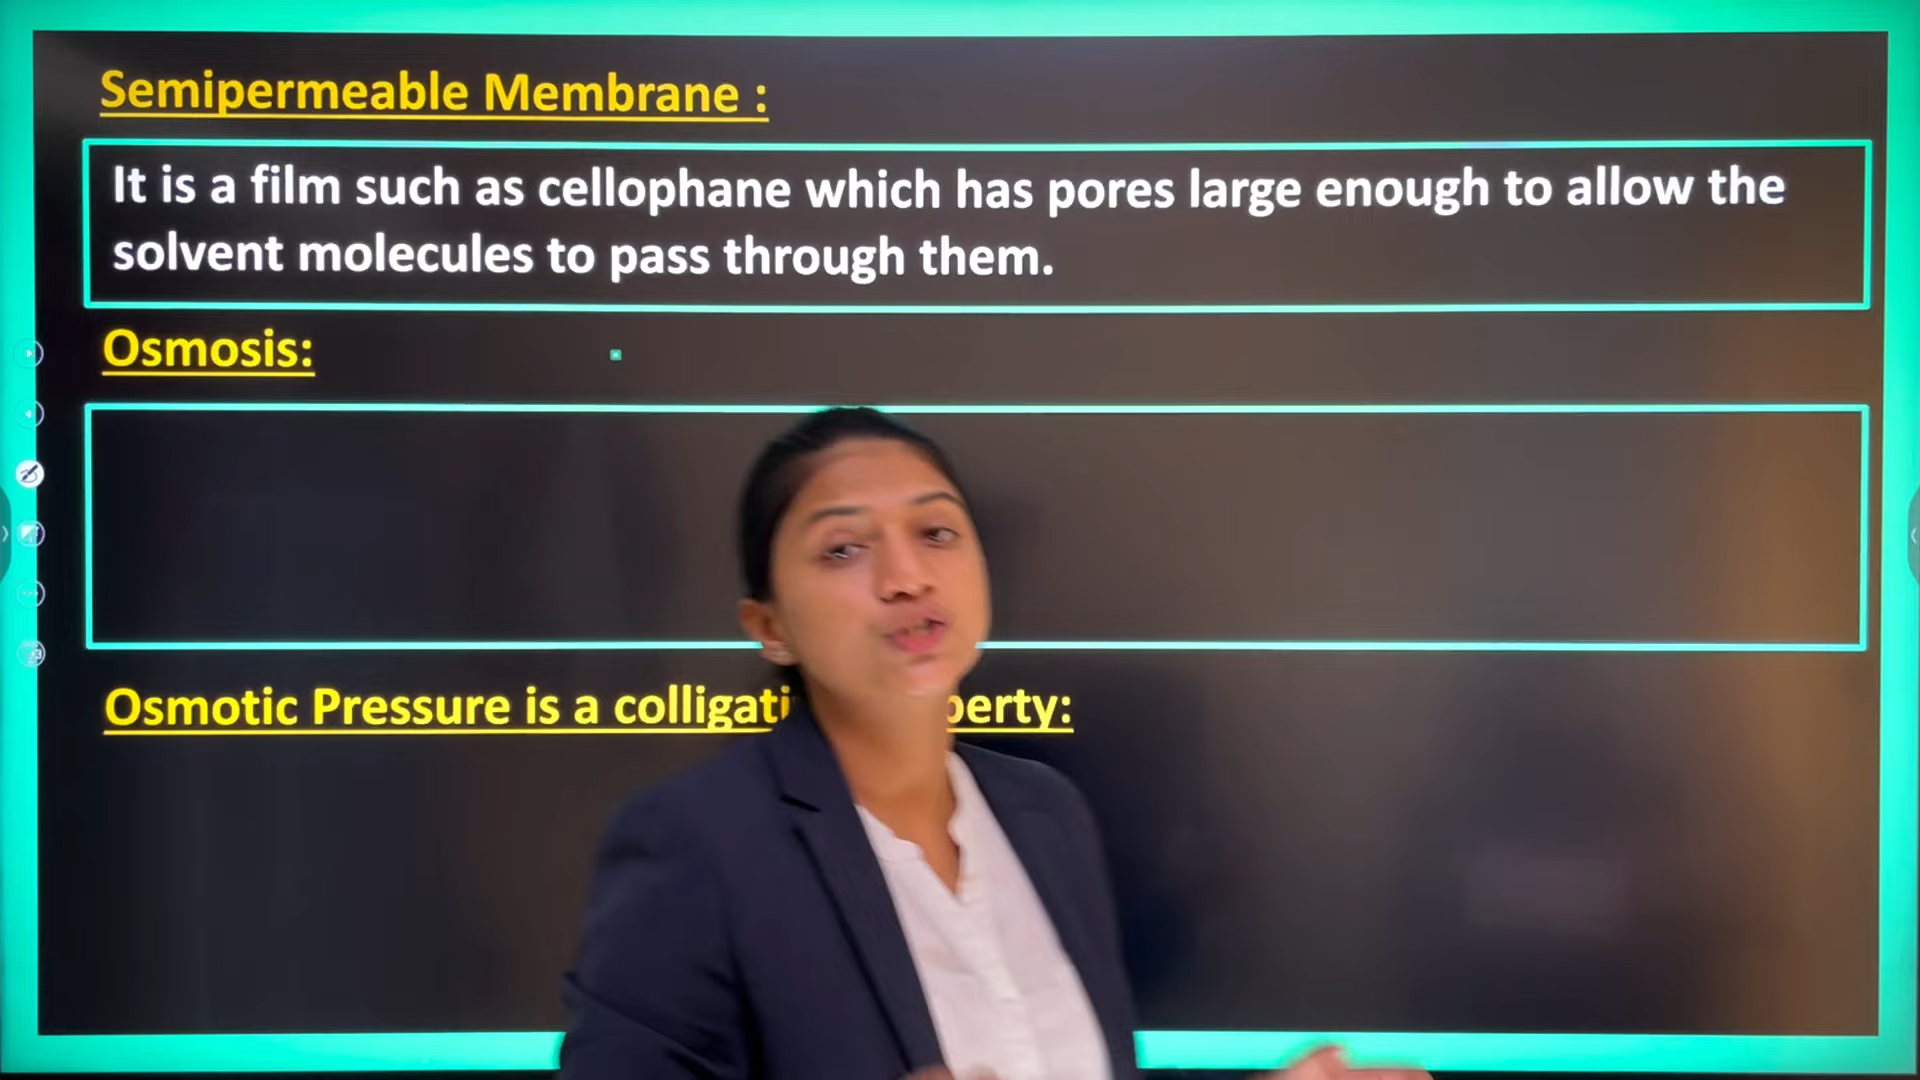 Semipermeable Membrane :
It is a film such as cellophane which has pores large enough to allow the
solvent molecules to pass through them.
Osmosis:
Osmotic Pressure is a